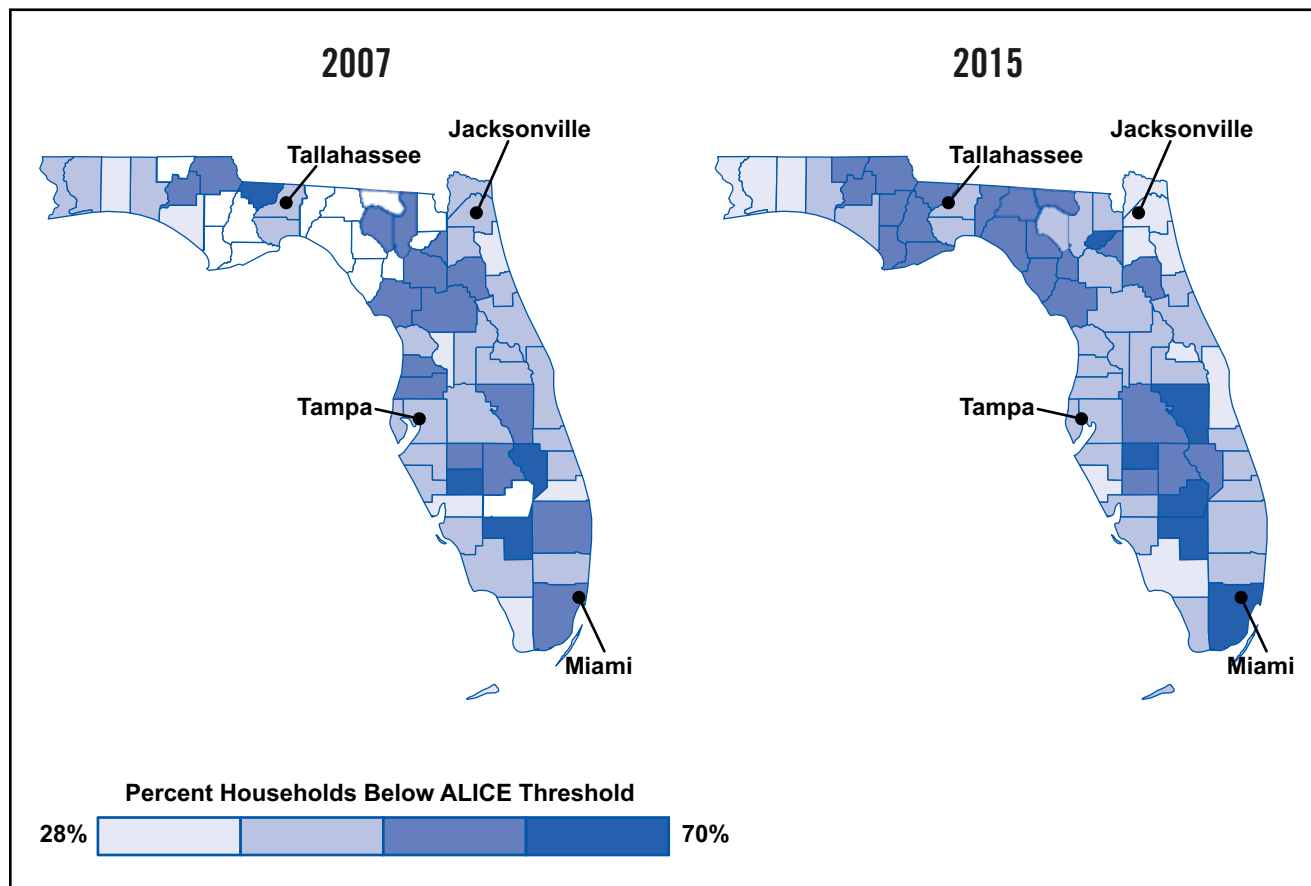 2007
Jacksonville
Tallahassee
Tampa
Miami
2015
Jacksonville
Tallahassee
Tampa
Miami
Percent Households Below ALICE Threshold
28%
70%